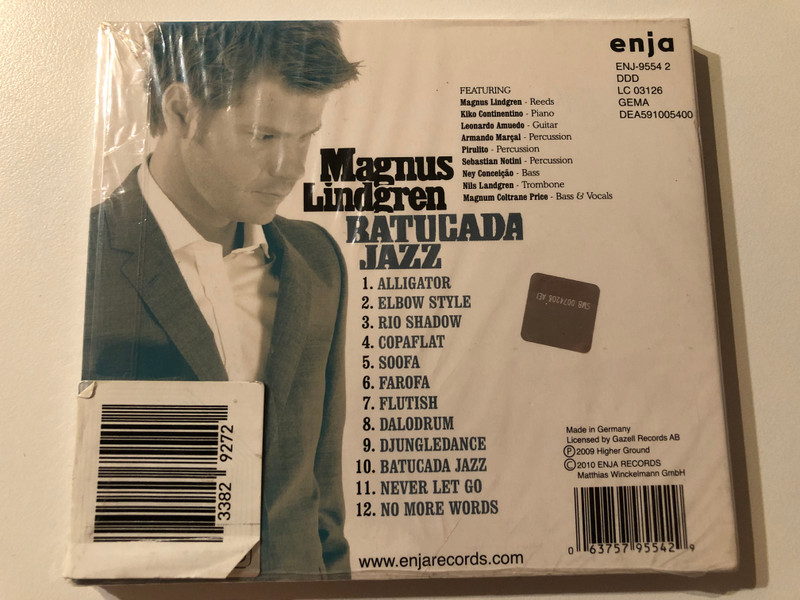 enja
ENJ-9554 2
DDD
LC 03126
GEMA
DEA591005400
FEATURING
Magnus Lindgren - Reeds
Kiko Continentino - Piano
Leonardo Amuedo - Guitar
Armando Marçal - Percussion
Pirulito - Percussion
Sebastian Notini - Percussion
Ney Conceição - Bass
Nils Landgren - Trombone
Magnum Coltrane Price - Bass & Vocals
Magnus
Lindgren
BATUCADA
JAZZ
1. ALLIGATOR
2. ELBOW STYLE
3. RIO SHADOW
4. COPAFLAT
5. SOOFA
6. FAROFA
7. FLUTISH
8. DALODRUM
9. DJUNGLEDANCE
10. BATUCADA JAZZ
11. NEVER LET GO
12. NO MORE WORDS
3382 9272
Made in Germany
Licensed by Gazell Records AB
Ⓟ 2009 Higher Ground
© 2010 ENJA RECORDS
Matthias Winckelmann GmbH
0 63757 95542 9
www.enjarecords.com